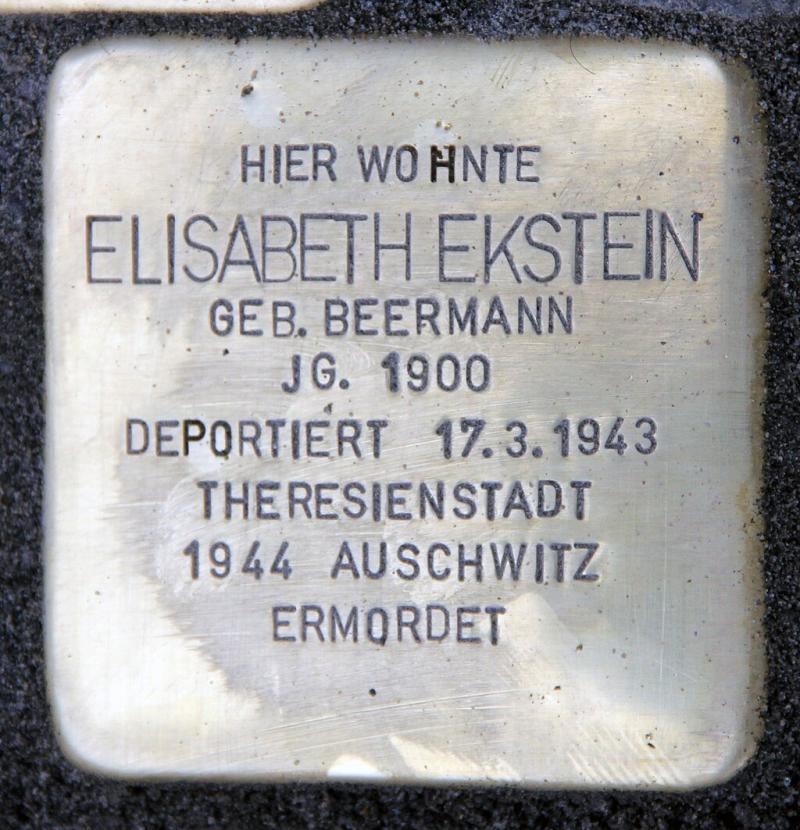 HIER WOHNTE
ELISABETH EKSTEIN
GEB. BEERMANN
JG. 1900
DEPORTIERT 17.3.1943
THERESIENSTADT
1944 AUSCHWITZ
ERMORDET